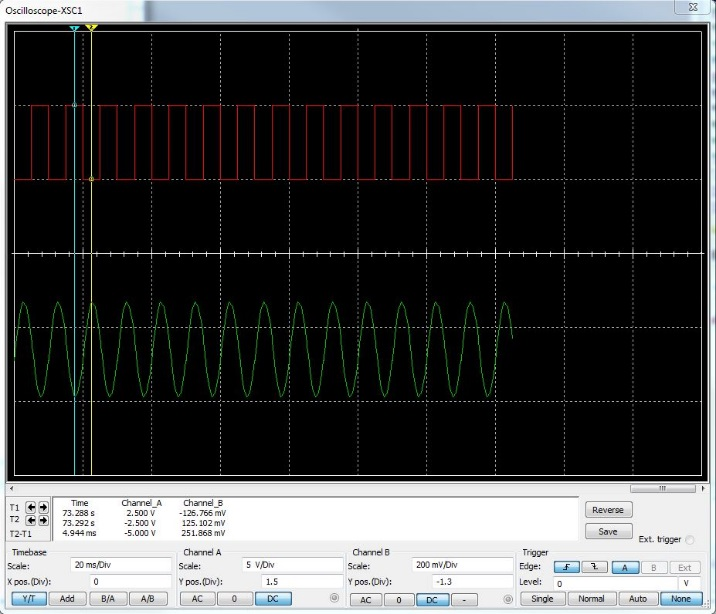 Oscilloscope-XSC1
Time Channel_A Channel_B
T1 73.288 s 2.500 V -126.766 mV
T2 73.292 s -2.500 V 125.102 mV
T2-T1 4.944 ms -5.000 V 251.868 mV
Reverse
Save
Ext. trigger
Timebase Channel A Channel B Trigger
Scale: 20 ms/Div Scale: 5 V/Div Scale: 200 mV/Div Edge: A B Ext
X pos.(Div): 0 Y pos.(Div): 1.5 Y pos.(Div): -1.3 Level: 0 V
Y/T Add B/A A/B AC 0 DC AC 0 DC - Single Normal Auto None